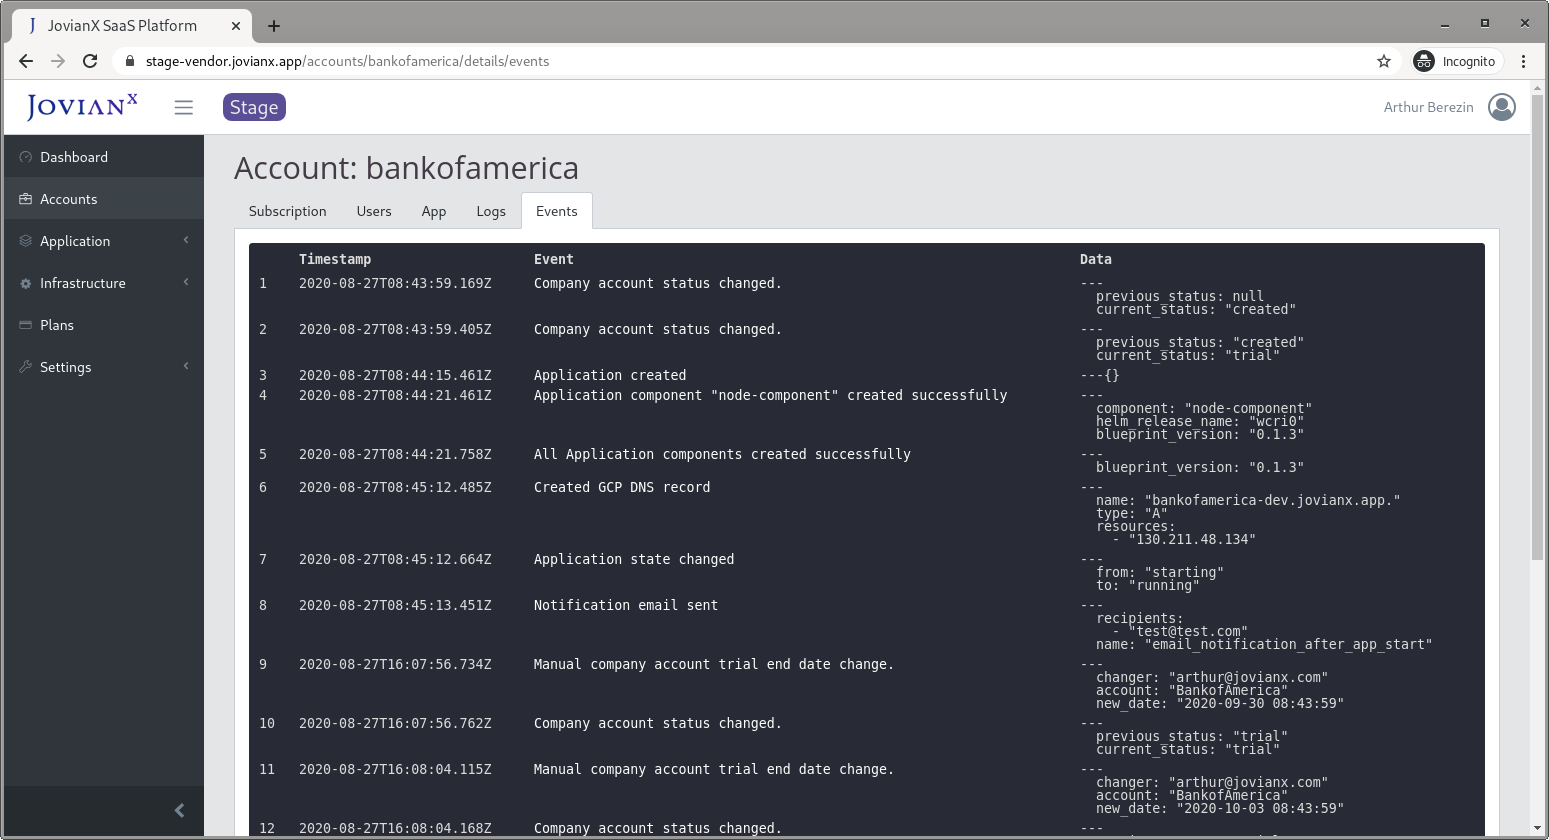 J JovianX SaaS Platform
stage-vendor.jovianx.app/accounts/bankofamerica/details/events
Incognito
JOVIANX
Stage
Arthur Berezin
Dashboard
Accounts
Application
Infrastructure
Plans
Settings
Account: bankofamerica
Subscription Users App Logs Events
Timestamp Event Data
1 2020-08-27T08:43:59.169Z Company account status changed. ---
previous_status: null
current_status: "created"
2 2020-08-27T08:43:59.405Z Company account status changed. ---
previous_status: "created"
current_status: "trial"
3 2020-08-27T08:44:15.461Z Application created ---{}
4 2020-08-27T08:44:21.461Z Application component "node-component" created successfully ---
component: "node-component"
helm_release_name: "wcri0"
blueprint_version: "0.1.3"
5 2020-08-27T08:44:21.758Z All Application components created successfully ---
blueprint_version: "0.1.3"
6 2020-08-27T08:45:12.485Z Created GCP DNS record ---
name: "bankofamerica-dev.jovianx.app."
type: "A"
resources:
- "130.211.48.134"
7 2020-08-27T08:45:12.664Z Application state changed ---
from: "starting"
to: "running"
8 2020-08-27T08:45:13.451Z Notification email sent ---
recipients:
- "test@test.com"
name: "email_notification_after_app_start"
9 2020-08-27T16:07:56.734Z Manual company account trial end date change. ---
changer: "arthur@jovianx.com"
account: "BankofAmerica"
new_date: "2020-09-30 08:43:59"
10 2020-08-27T16:07:56.762Z Company account status changed. ---
previous_status: "trial"
current_status: "trial"
11 2020-08-27T16:08:04.115Z Manual company account trial end date change. ---
changer: "arthur@jovianx.com"
account: "BankofAmerica"
new_date: "2020-10-03 08:43:59"
12 2020-08-27T16:08:04.168Z Company account status changed. ---